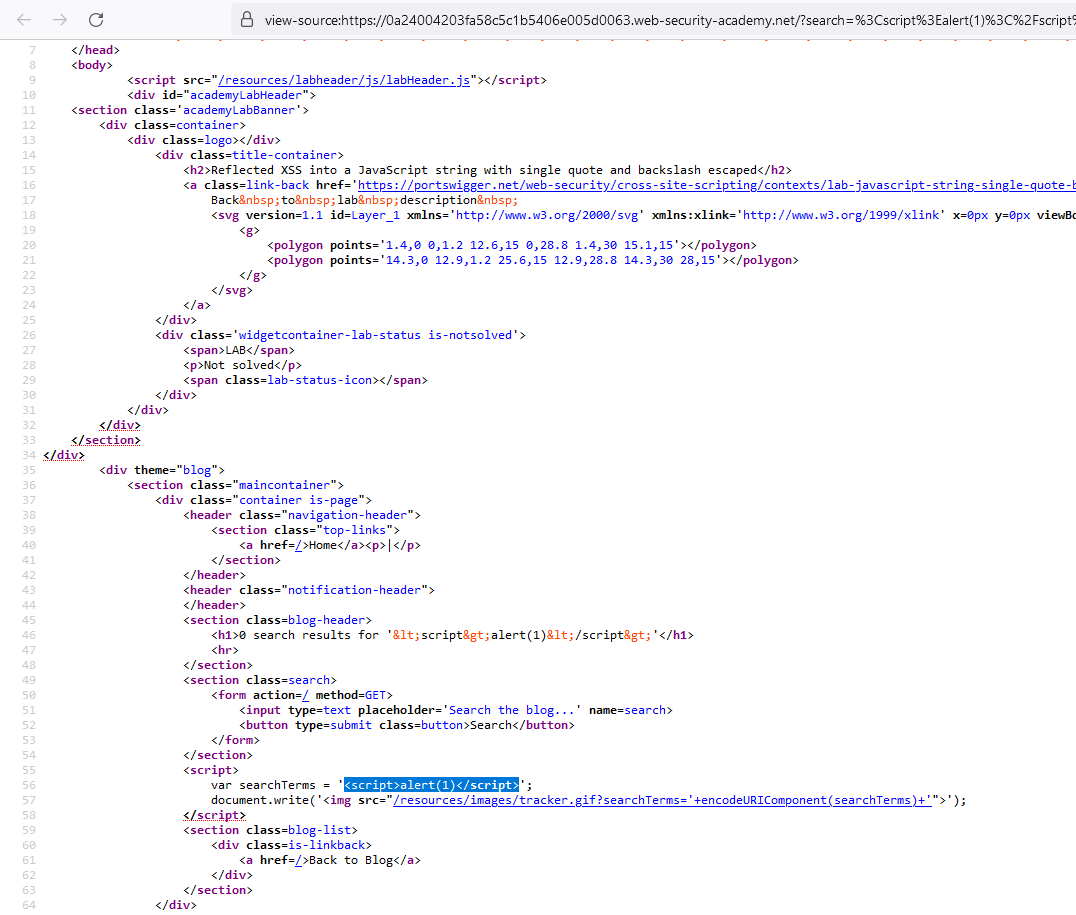 view-source:https://0a24004203fa58c5c1b5406e005d0063.web-security-academy.net/?search=%3Cscript%3Ealert(1)%3C%2Fscript%
7 </head>
8 <body>
9 <script src="/resources/labheader/js/labHeader.js"></script>
10 <div id="academyLabHeader">
11 <section class='academyLabBanner'>
12 <div class=container>
13 <div class=logo></div>
14 <div class=title-container>
15 <h2>Reflected XSS into a JavaScript string with single quote and backslash escaped</h2>
16 <a class=link-back href='https://portswigger.net/web-security/cross-site-scripting/contexts/lab-javascript-string-single-quote-b
17 Back&nbsp;to&nbsp;lab&nbsp;description&nbsp;
18 <svg version=1.1 id=Layer_1 xmlns='http://www.w3.org/2000/svg' xmlns:xlink='http://www.w3.org/1999/xlink' x=0px y=0px viewBo
19 <g>
20 <polygon points='1.4,0 0,1.2 12.6,15 0,28.8 1.4,30 15.1,15'></polygon>
21 <polygon points='14.3,0 12.9,1.2 25.6,15 12.9,28.8 14.3,30 28,15'></polygon>
22 </g>
23 </svg>
24 </a>
25 </div>
26 <div class='widgetcontainer-lab-status is-notsolved'>
27 <span>LAB</span>
28 <p>Not solved</p>
29 <span class=lab-status-icon></span>
30 </div>
31 </div>
32 </div>
33 </section>
34 </div>
35 <div theme="blog">
36 <section class="maincontainer">
37 <div class="container is-page">
38 <header class="navigation-header">
39 <section class="top-links">
40 <a href=/>Home</a><p>|</p>
41 </section>
42 </header>
43 <header class="notification-header">
44 </header>
45 <section class=blog-header>
46 <h1>0 search results for '&lt;script&gt;alert(1)&lt;/script&gt;'</h1>
47 <hr>
48 </section>
49 <section class=search>
50 <form action=/ method=GET>
51 <input type=text placeholder='Search the blog...' name=search>
52 <button type=submit class=button>Search</button>
53 </form>
54 </section>
55 <script>
56 var searchTerms = '<script>alert(1)</script>';
57 document.write('<img src="/resources/images/tracker.gif?searchTerms='+encodeURIComponent(searchTerms)+'">');
58 </script>
59 <section class=blog-list>
60 <div class=is-linkback>
61 <a href=/>Back to Blog</a>
62 </div>
63 </section>
64 </div>